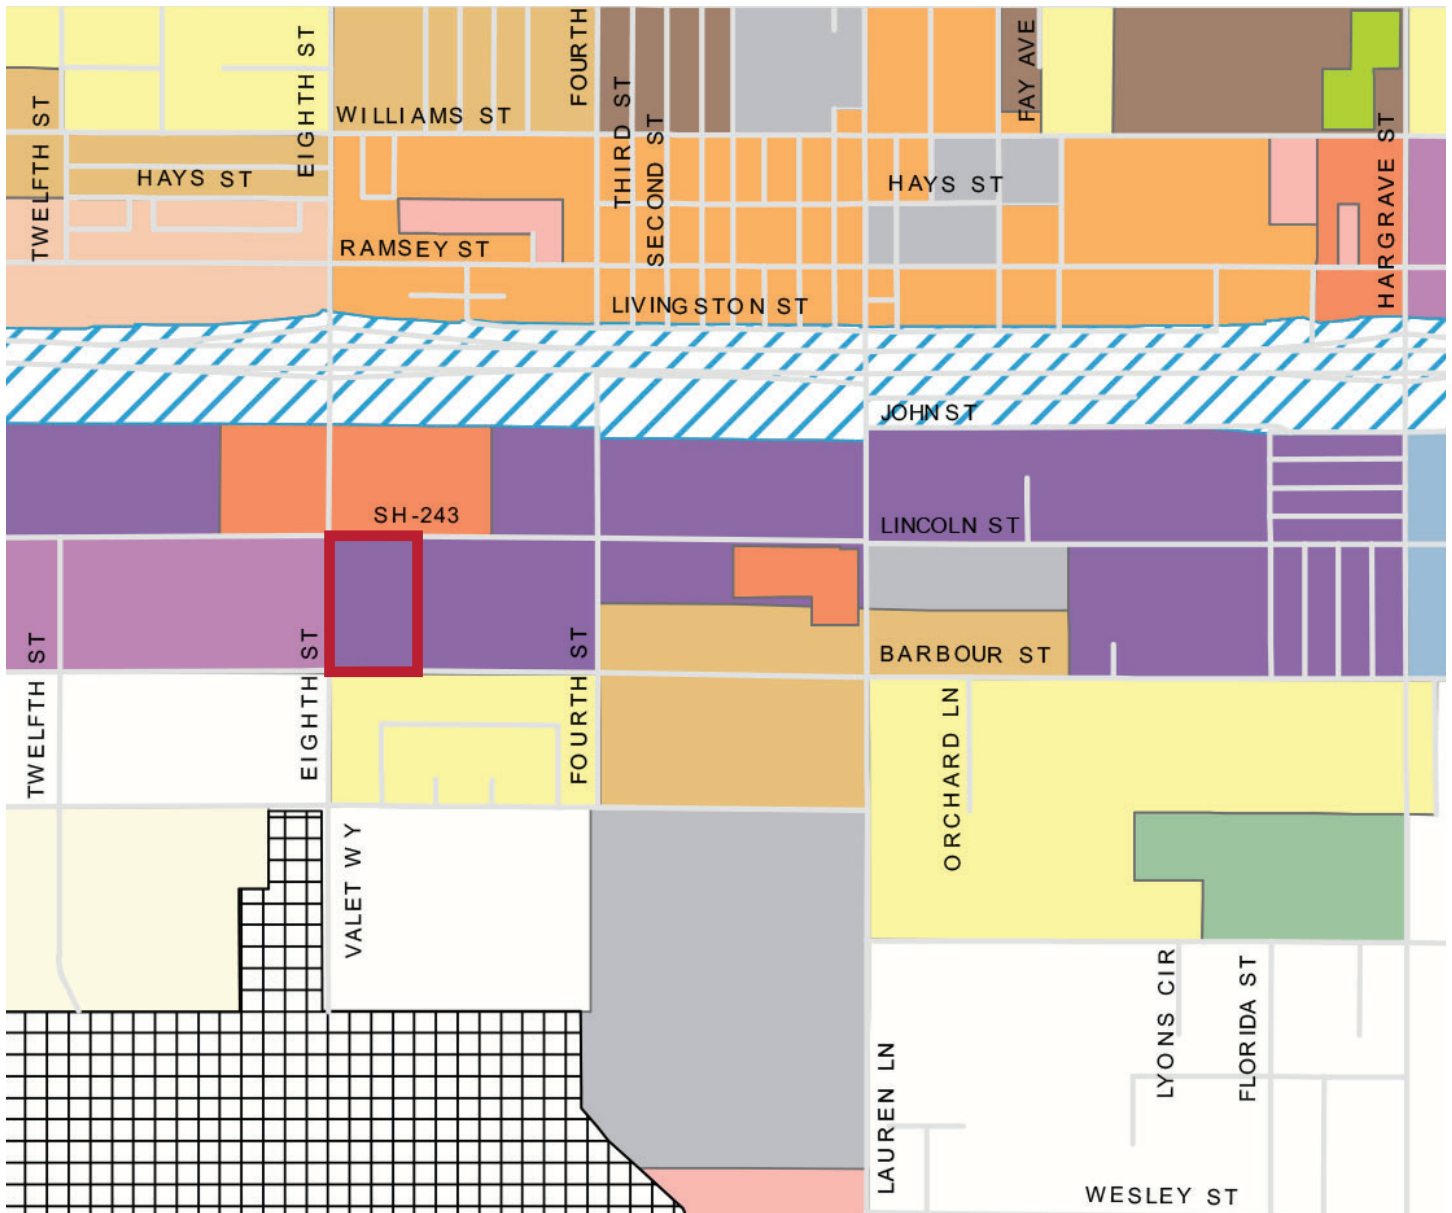 EIGHTH ST
FOURTH
FAY AVE
WILLIAMS ST
TWELFTH ST
THIRD ST
SECOND ST
HARGRAVE ST
HAYS ST
HAYS ST
RAMSEY ST
LIVINGSTON ST
JOHN ST
SH-243
LINCOLN ST
TWELFTH ST
EIGHTH ST
FOURTH ST
BARBOUR ST
ORCHARD LN
VALET WY
LYONS CIR
FLORIDA ST
LAUREN LN
WESLEY ST